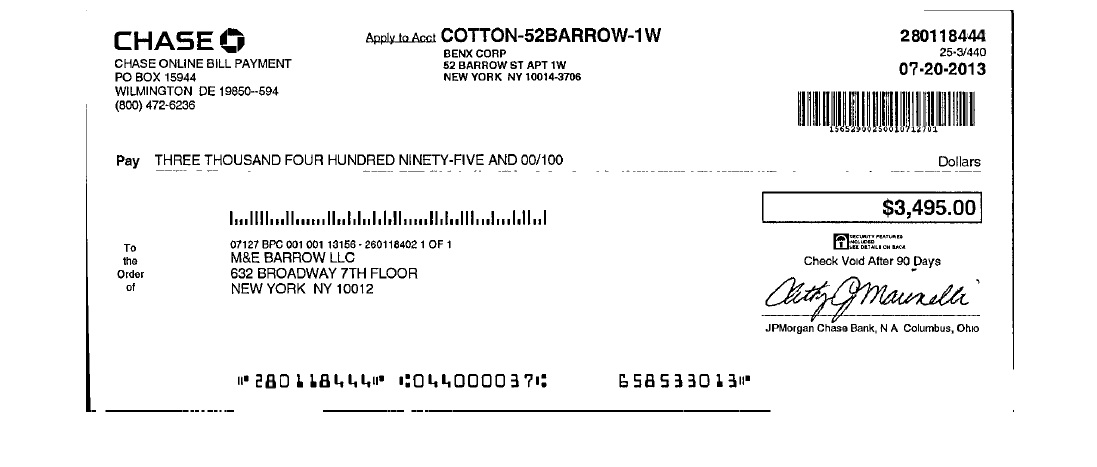 CHASE
CHASE ONLINE BILL PAYMENT
PO BOX 15944
WILMINGTON DE 19850--594
(800) 472-6236
Apply to Acct COTTON-52BARROW-1W
BENX CORP
52 BARROW ST APT 1W
NEW YORK NY 10014-3706
280118444
25-3/440
07-20-2013
15652900250010712701
Pay THREE THOUSAND FOUR HUNDRED NINETY-FIVE AND 00/100 Dollars
$3,495.00
SECURITY FEATURES
INCLUDED
SEE DETAILS ON BACK
Check Void After 90 Days
To
the
Order
of
07127 BPC 001 001 13156 - 260118402 1 OF 1
M&E BARROW LLC
632 BROADWAY 7TH FLOOR
NEW YORK NY 10012
JPMorgan Chase Bank, N A Columbus, Ohio
⑈280118444⑈ ⑆044000037⑆ 658533013⑈